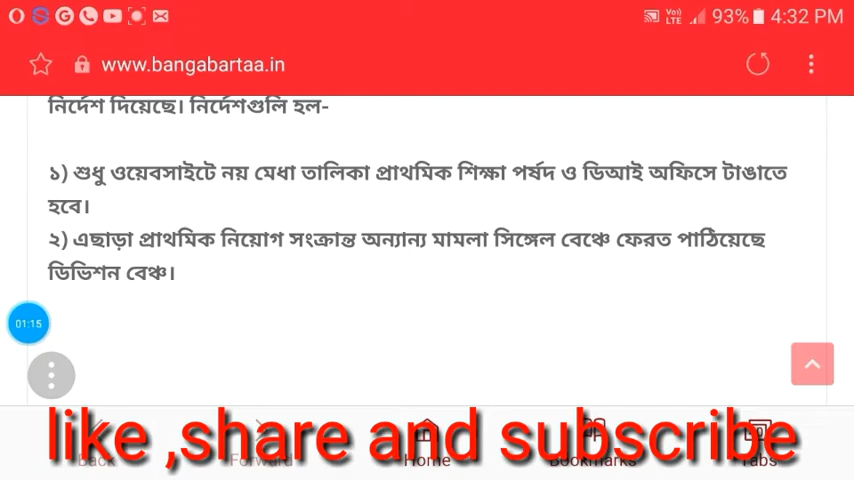 Vo)) LTE 93% 4:32 PM
www.bangabartaa.in
নির্দেশ দিয়েছে। নির্দেশগুলি হল-
১) শুধু ওয়েবসাইটে নয় মেধা তালিকা প্রাথমিক শিক্ষা পর্ষদ ও ডিআই অফিসে টাঙাতে
হবে।
২) এছাড়া প্রাথমিক নিয়োগ সংক্রান্ত অন্যান্য মামলা সিঙ্গেল বেঞ্চে ফেরত পাঠিয়েছে
ডিভিশন বেঞ্চ।
01:15
like ,share and subscribe
Back Forward Home Bookmarks Tabs